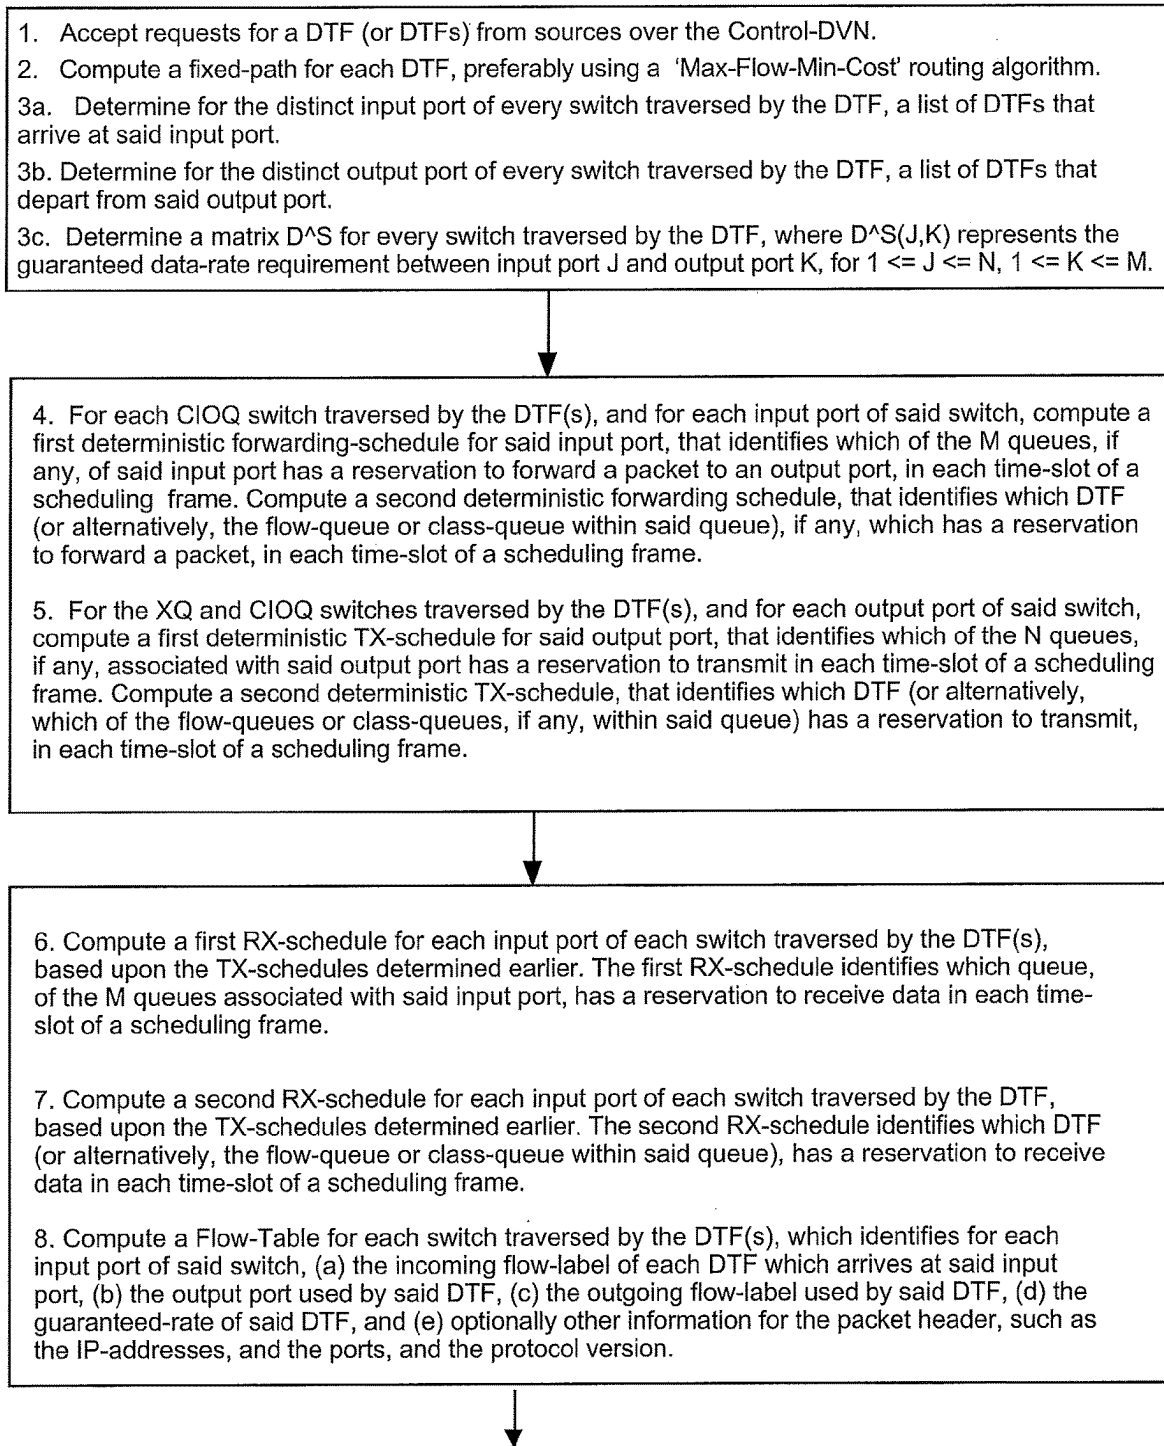 1. Accept requests for a DTF (or DTFs) from sources over the Control-DVN.
2. Compute a fixed-path for each DTF, preferably using a 'Max-Flow-Min-Cost' routing algorithm.
3a. Determine for the distinct input port of every switch traversed by the DTF, a list of DTFs that
arrive at said input port.
3b. Determine for the distinct output port of every switch traversed by the DTF, a list of DTFs that
depart from said output port.
3c. Determine a matrix D^S for every switch traversed by the DTF, where D^S(J,K) represents the
guaranteed data-rate requirement between input port J and output port K, for 1 <= J <= N, 1 <= K <= M.
4. For each CIOQ switch traversed by the DTF(s), and for each input port of said switch, compute a
first deterministic forwarding-schedule for said input port, that identifies which of the M queues, if
any, of said input port has a reservation to forward a packet to an output port, in each time-slot of a
scheduling frame. Compute a second deterministic forwarding schedule, that identifies which DTF
(or alternatively, the flow-queue or class-queue within said queue), if any, which has a reservation
to forward a packet, in each time-slot of a scheduling frame.
5. For the XQ and CIOQ switches traversed by the DTF(s), and for each output port of said switch,
compute a first deterministic TX-schedule for said output port, that identifies which of the N queues,
if any, associated with said output port has a reservation to transmit in each time-slot of a scheduling
frame. Compute a second deterministic TX-schedule, that identifies which DTF (or alternatively,
which of the flow-queues or class-queues, if any, within said queue) has a reservation to transmit,
in each time-slot of a scheduling frame.
6. Compute a first RX-schedule for each input port of each switch traversed by the DTF(s),
based upon the TX-schedules determined earlier. The first RX-schedule identifies which queue,
of the M queues associated with said input port, has a reservation to receive data in each time-
slot of a scheduling frame.
7. Compute a second RX-schedule for each input port of each switch traversed by the DTF,
based upon the TX-schedules determined earlier. The second RX-schedule identifies which DTF
(or alternatively, the flow-queue or class-queue within said queue), has a reservation to receive
data in each time-slot of a scheduling frame.
8. Compute a Flow-Table for each switch traversed by the DTF(s), which identifies for each
input port of said switch, (a) the incoming flow-label of each DTF which arrives at said input
port, (b) the output port used by said DTF, (c) the outgoing flow-label used by said DTF, (d) the
guaranteed-rate of said DTF, and (e) optionally other information for the packet header, such as
the IP-addresses, and the ports, and the protocol version.